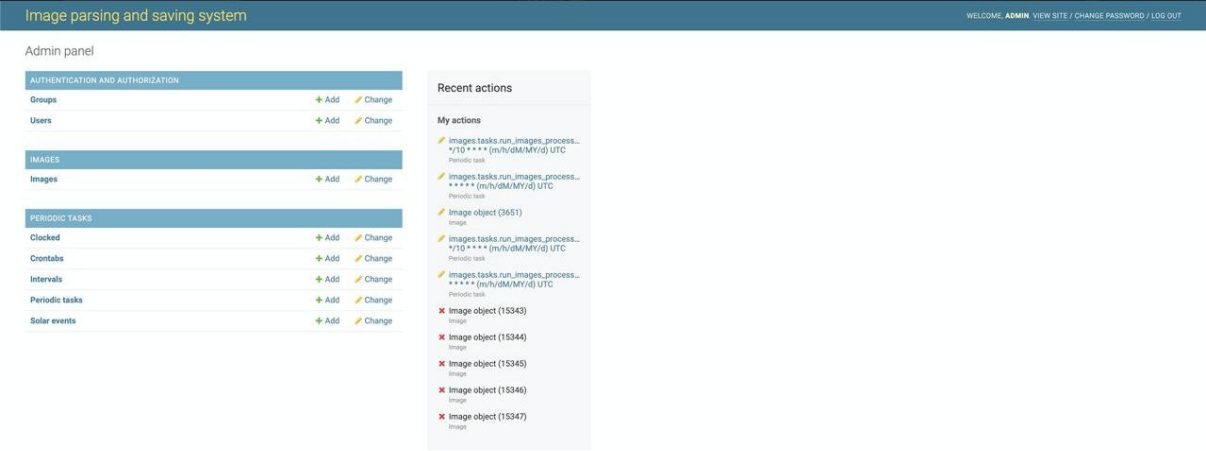 Image parsing and saving system
WELCOME, ADMIN. VIEW SITE / CHANGE PASSWORD / LOG OUT
Admin panel
AUTHENTICATION AND AUTHORIZATION
Groups + Add Change
Users + Add Change
IMAGES
Images + Add Change
PERIODIC TASKS
Clocked + Add Change
Crontabs + Add Change
Intervals + Add Change
Periodic tasks + Add Change
Solar events + Add Change
Recent actions
My actions
images.tasks.run_images_process...
*/10 * * * * (m/h/dM/MY/d) UTC
Periodic task
images.tasks.run_images_process...
* * * * * (m/h/dM/MY/d) UTC
Periodic task
Image object (3651)
Image
images.tasks.run_images_process...
*/10 * * * * (m/h/dM/MY/d) UTC
Periodic task
images.tasks.run_images_process...
* * * * * (m/h/dM/MY/d) UTC
Periodic task
Image object (15343)
Image
Image object (15344)
Image
Image object (15345)
Image
Image object (15346)
Image
Image object (15347)
Image